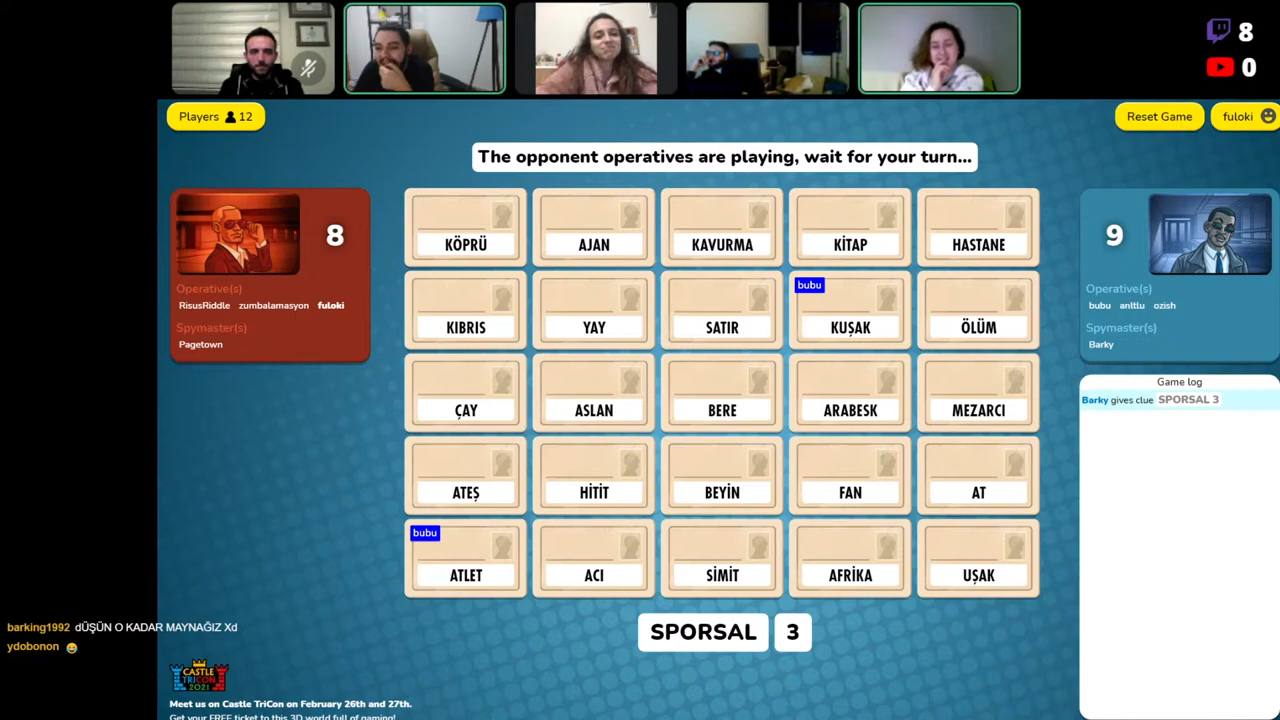 8
0
Players 12
Reset Game
fuloki
The opponent operatives are playing, wait for your turn...
8
Operative(s)
RisusRiddle zumbalamasyon fuloki
Spymaster(s)
Pagetown
9
Operative(s)
bubu anıtlu ozish
Spymaster(s)
Barky
KÖPRÜ AJAN KAVURMA KİTAP HASTANE
bubu
KIBRIS YAY SATIR KUŞAK ÖLÜM
ÇAY ASLAN BERE ARABESK MEZARCI
ATEŞ HİTİT BEYİN FAN AT
bubu
ATLET ACI SİMİT AFRİKA UŞAK
Game log
Barky gives clue SPORSAL 3
SPORSAL 3
barking1992 dÜŞÜN O KADAR MAYNAĞIZ Xd
ydobonon
CASTLE
TRICON
2021
Meet us on Castle TriCon on February 26th and 27th.
Get your FREE ticket to this 3D world full of gaming!